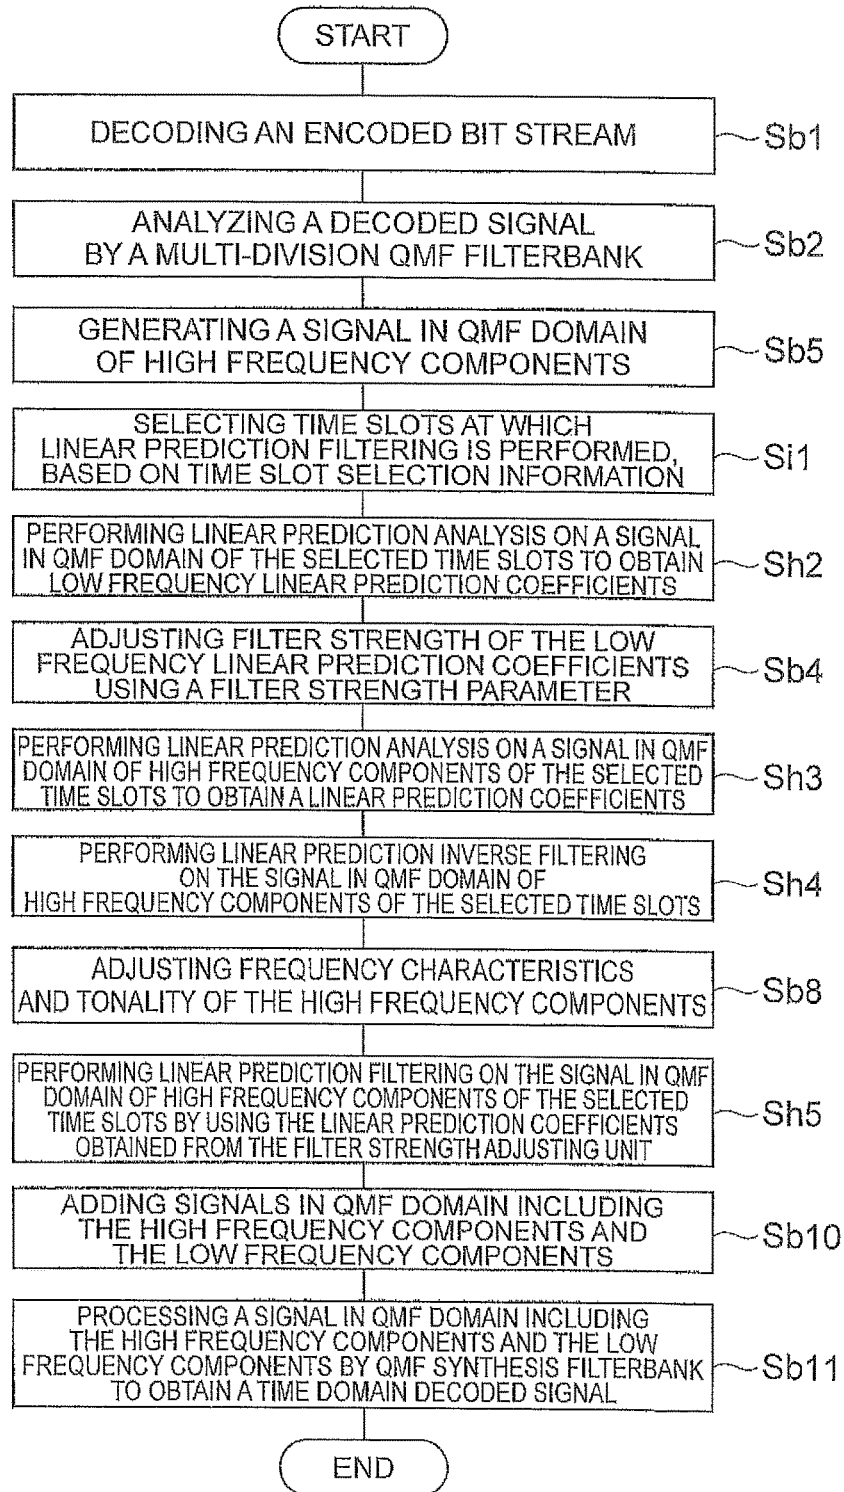 START
DECODING AN ENCODED BIT STREAM
Sb1
ANALYZING A DECODED SIGNAL
BY A MULTI-DIVISION QMF FILTERBANK
Sb2
GENERATING A SIGNAL IN QMF DOMAIN
OF HIGH FREQUENCY COMPONENTS
Sb5
SELECTING TIME SLOTS AT WHICH
LINEAR PREDICTION FILTERING IS PERFORMED,
BASED ON TIME SLOT SELECTION INFORMATION
Si1
PERFORMING LINEAR PREDICTION ANALYSIS ON A SIGNAL
IN QMF DOMAIN OF THE SELECTED TIME SLOTS TO OBTAIN
LOW FREQUENCY LINEAR PREDICTION COEFFICIENTS
Sh2
ADJUSTING FILTER STRENGTH OF THE LOW
FREQUENCY LINEAR PREDICTION COEFFICIENTS
USING A FILTER STRENGTH PARAMETER
Sb4
PERFORMING LINEAR PREDICTION ANALYSIS ON A SIGNAL IN QMF
DOMAIN OF HIGH FREQUENCY COMPONENTS OF THE SELECTED
TIME SLOTS TO OBTAIN A LINEAR PREDICTION COEFFICIENTS
Sh3
PERFORMNG LINEAR PREDICTION INVERSE FILTERING
ON THE SIGNAL IN QMF DOMAIN OF
HIGH FREQUENCY COMPONENTS OF THE SELECTED TIME SLOTS
Sh4
ADJUSTING FREQUENCY CHARACTERISTICS
AND TONALITY OF THE HIGH FREQUENCY COMPONENTS
Sb8
PERFORMING LINEAR PREDICTION FILTERING ON THE SIGNAL IN QMF
DOMAIN OF HIGH FREQUENCY COMPONENTS OF THE SELECTED
TIME SLOTS BY USING THE LINEAR PREDICTION COEFFICIENTS
OBTAINED FROM THE FILTER STRENGTH ADJUSTING UNIT
Sh5
ADDING SIGNALS IN QMF DOMAIN INCLUDING
THE HIGH FREQUENCY COMPONENTS AND
THE LOW FREQUENCY COMPONENTS
Sb10
PROCESSING A SIGNAL IN QMF DOMAIN INCLUDING
THE HIGH FREQUENCY COMPONENTS AND THE LOW
FREQUENCY COMPONENTS BY QMF SYNTHESIS FILTERBANK
TO OBTAIN A TIME DOMAIN DECODED SIGNAL
Sb11
END